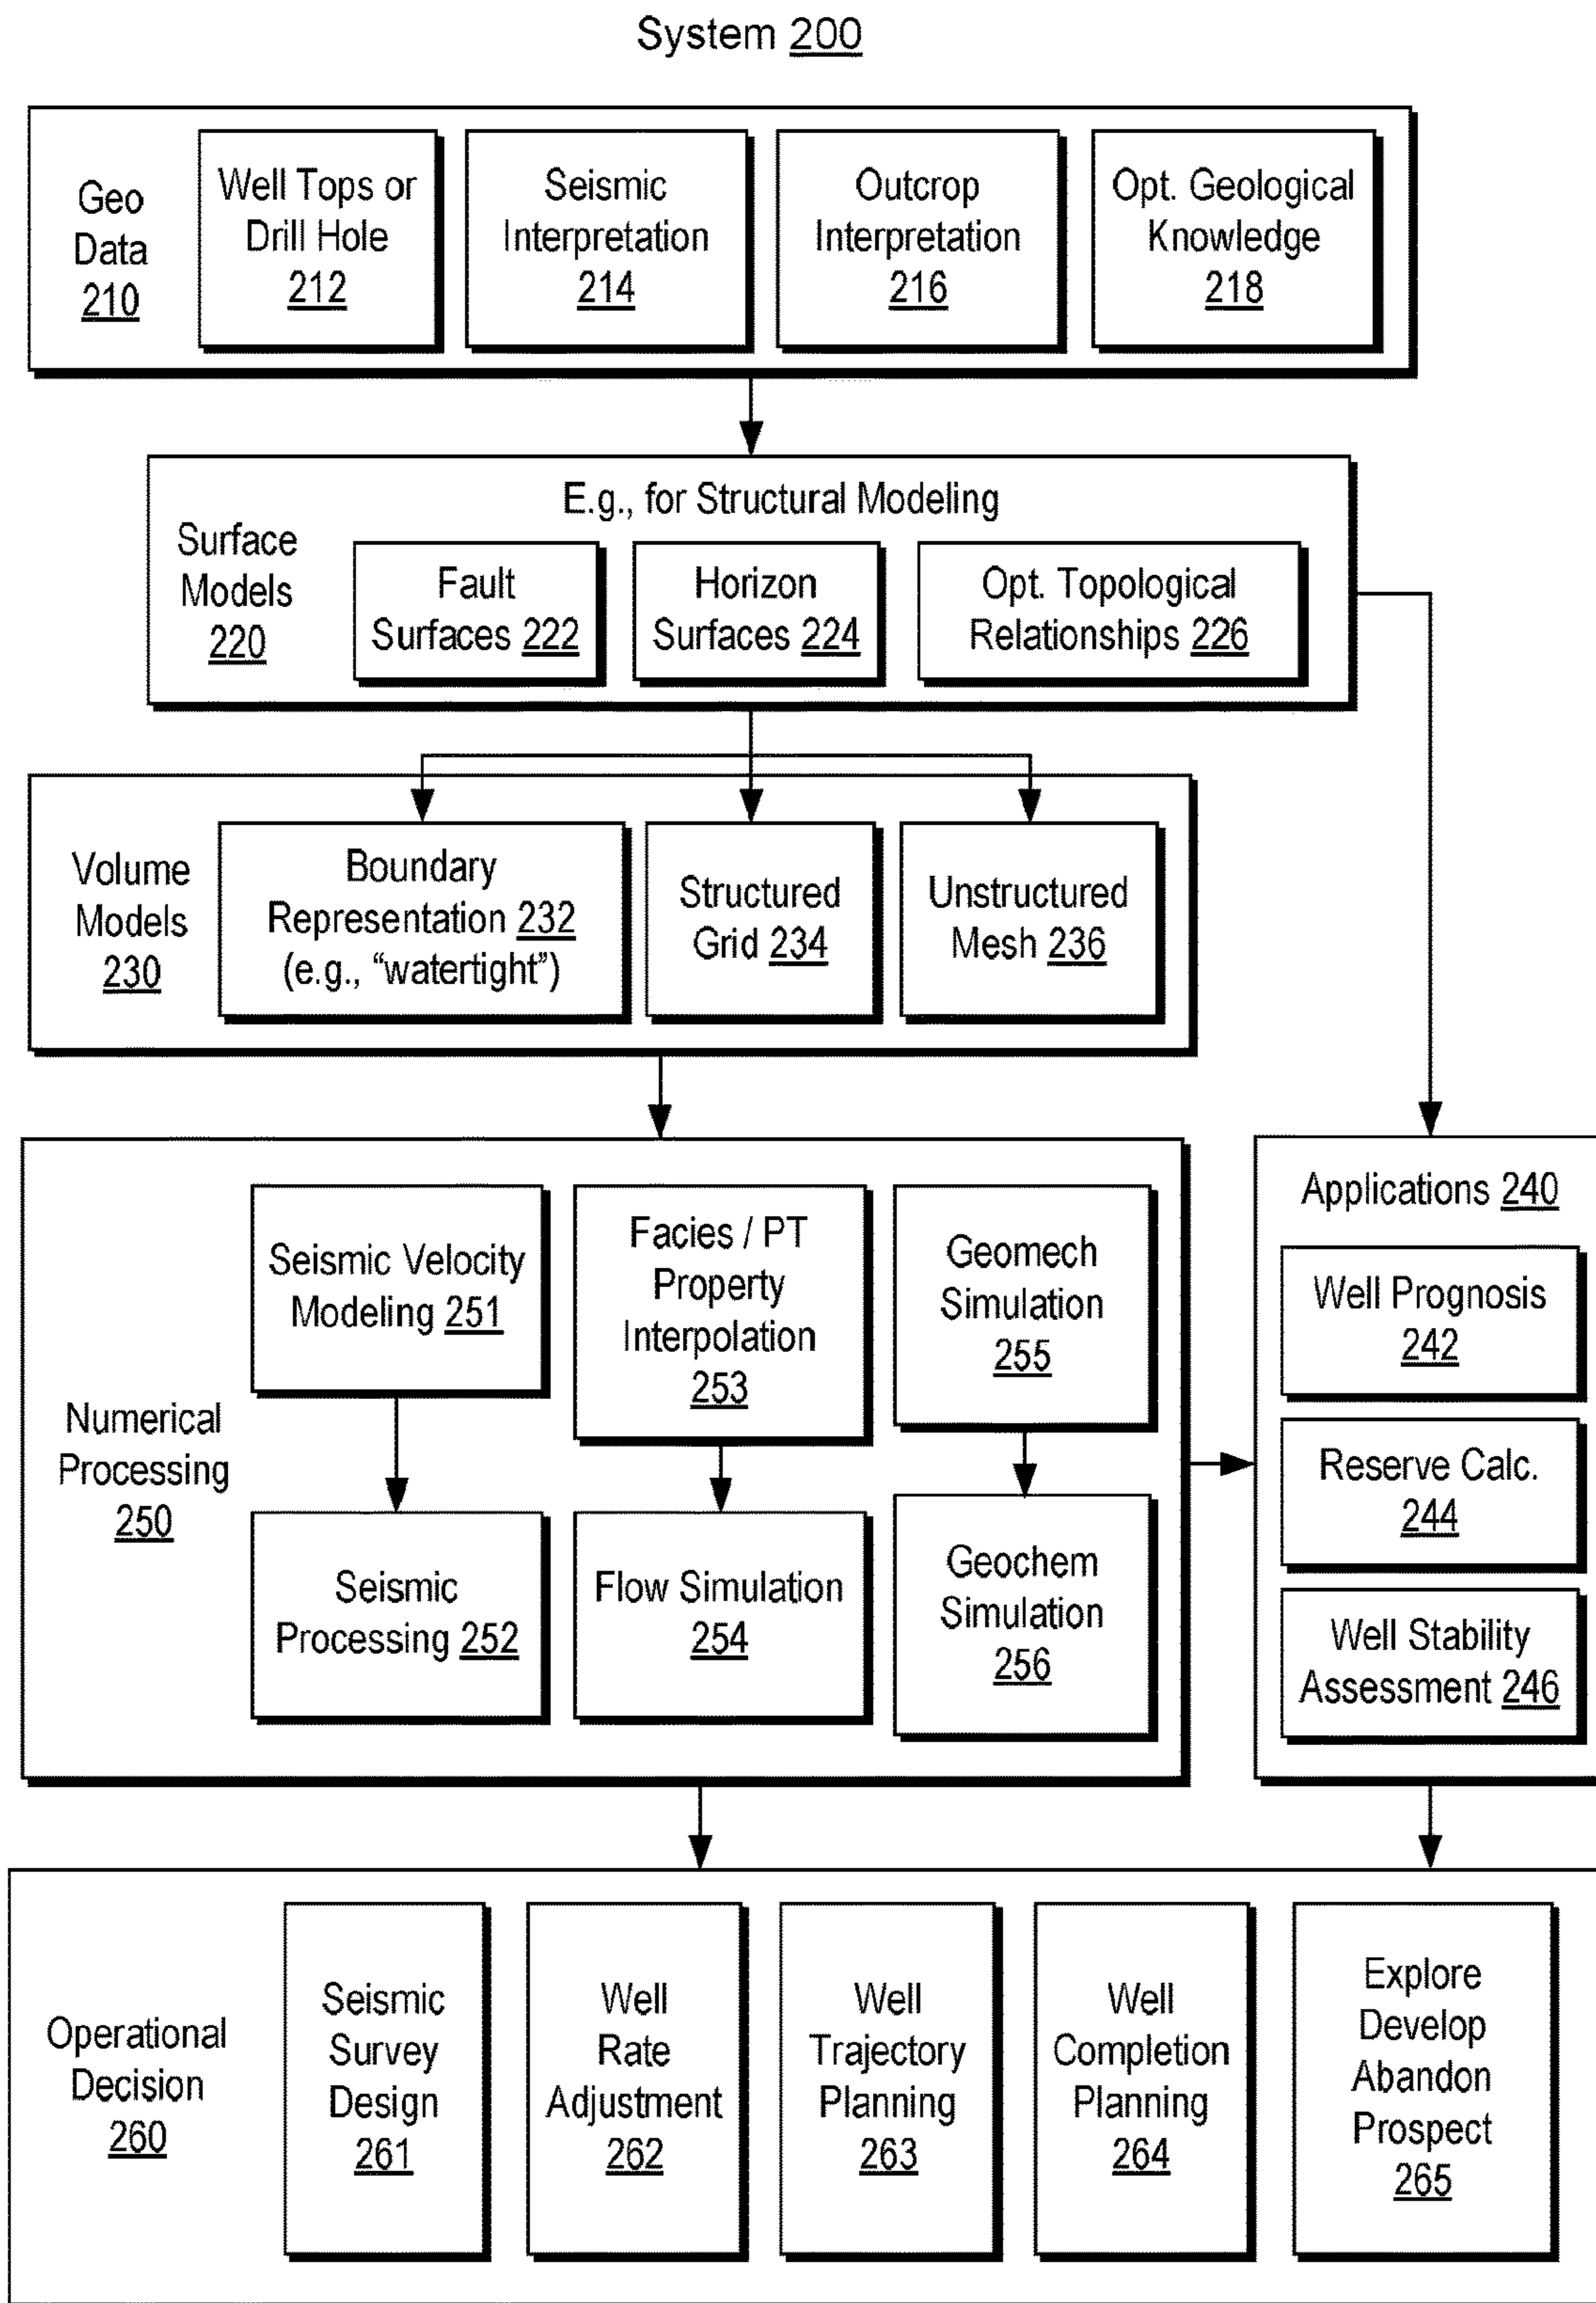 System 200
Geo
Data
210
Well Tops or
Drill Hole
212
Seismic
Interpretation
214
Outcrop
Interpretation
216
Opt. Geological
Knowledge
218
E.g., for Structural Modeling
Surface
Models
220
Fault
Surfaces 222
Horizon
Surfaces 224
Opt. Topological
Relationships 226
Volume
Models
230
Boundary
Representation 232
(e.g., “watertight”)
Structured
Grid 234
Unstructured
Mesh 236
Numerical
Processing
250
Seismic Velocity
Modeling 251
Facies / PT
Property
Interpolation
253
Geomech
Simulation
255
Seismic
Processing 252
Flow Simulation
254
Geochem
Simulation
256
Applications 240
Well Prognosis
242
Reserve Calc.
244
Well Stability
Assessment 246
Operational
Decision
260
Seismic
Survey
Design
261
Well
Rate
Adjustment
262
Well
Trajectory
Planning
263
Well
Completion
Planning
264
Explore
Develop
Abandon
Prospect
265